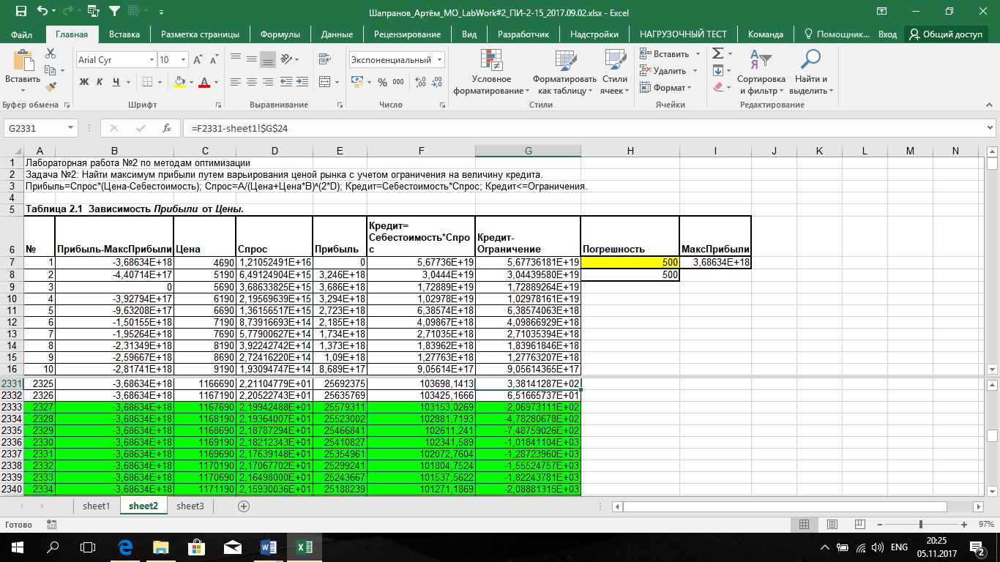 Шапранов_Артём_МО_LabWork#2_ПИ-2-15_2017.09.02.xlsx - Excel
Файл Главная Вставка Разметка страницы Формулы Данные Рецензирование Вид Разработчик Надстройки НАГРУЗОЧНЫЙ ТЕСТ Команда Помощник... Вход Общий доступ
Вставить
Arial Cyr 10
Ж К Ч
Экспоненциальный
% 000
Условное форматирование
Форматировать как таблицу
Стили ячеек
Вставить
Удалить
Формат
Сортировка и фильтр
Найти и выделить
Буфер обмена Шрифт Выравнивание Число Стили Ячейки Редактирование
G2331 fx =F2331-sheet1!$G$24
A B C D E F G H I J K L M N
1 Лабораторная работа №2 по методам оптимизации
2 Задача №2: Найти максимум прибыли путем варьирования ценой рынка с учетом ограничения на величину кредита.
3 Прибыль=Спрос*(Цена-Себестоимость); Спрос=A/(Цена+Цена*B)^(2*D); Кредит=Себестоимость*Спрос; Кредит<=Ограничения.
4
5 Таблица 2.1 Зависимость Прибыли от Цены.
6 № Прибыль-МаксПрибыли Цена Спрос Прибыль Кредит= Себестоимость*Спрос Кредит-Ограничение Погрешность МаксПрибыли
7 1 -3,68634E+18 4690 1,21052491E+16 0 5,67736E+19 5,67736181E+19 500 3,68634E+18
8 2 -4,40714E+17 5190 6,49124904E+15 3,246E+18 3,0444E+19 3,04439580E+19 500
9 3 0 5690 3,68633825E+15 3,686E+18 1,72889E+19 1,72889264E+19
10 4 -3,92794E+17 6190 2,19569639E+15 3,294E+18 1,02978E+19 1,02978161E+19
11 5 -9,63208E+17 6690 1,36156517E+15 2,723E+18 6,38574E+18 6,38574063E+18
12 6 -1,50155E+18 7190 8,73916693E+14 2,185E+18 4,09867E+18 4,09866929E+18
13 7 -1,95264E+18 7690 5,77900627E+14 1,734E+18 2,71035E+18 2,71035394E+18
14 8 -2,31349E+18 8190 3,92242742E+14 1,373E+18 1,83962E+18 1,83961846E+18
15 9 -2,59667E+18 8690 2,72416220E+14 1,09E+18 1,27763E+18 1,27763207E+18
16 10 -2,81741E+18 9190 1,93094747E+14 8,689E+17 9,05614E+17 9,05614365E+17
2331 2325 -3,68634E+18 1166690 2,21104779E+01 25692375 103698,1413 3,38141287E+02
2332 2326 -3,68634E+18 1167190 2,20522743E+01 25635769 103425,1666 6,51665737E+01
2333 2327 -3,68634E+18 1167690 2,19942488E+01 25579311 103153,0269 -2,06973111E+02
2334 2328 -3,68634E+18 1168190 2,19364007E+01 25523002 102881,7193 -4,78280678E+02
2335 2329 -3,68634E+18 1168690 2,18787294E+01 25466841 102611,241 -7,48759026E+02
2336 2330 -3,68634E+18 1169190 2,18212343E+01 25410827 102341,589 -1,01841104E+03
2337 2331 -3,68634E+18 1169690 2,17639148E+01 25354961 102072,7604 -1,28723960E+03
2338 2332 -3,68634E+18 1170190 2,17067702E+01 25299241 101804,7524 -1,55524757E+03
2339 2333 -3,68634E+18 1170690 2,16498000E+01 25243667 101537,5622 -1,82243781E+03
2340 2334 -3,68634E+18 1171190 2,15930036E+01 25188239 101271,1869 -2,08881315E+03
sheet1 sheet2 sheet3
Готово 97%
ENG 20:25
05.11.2017 2